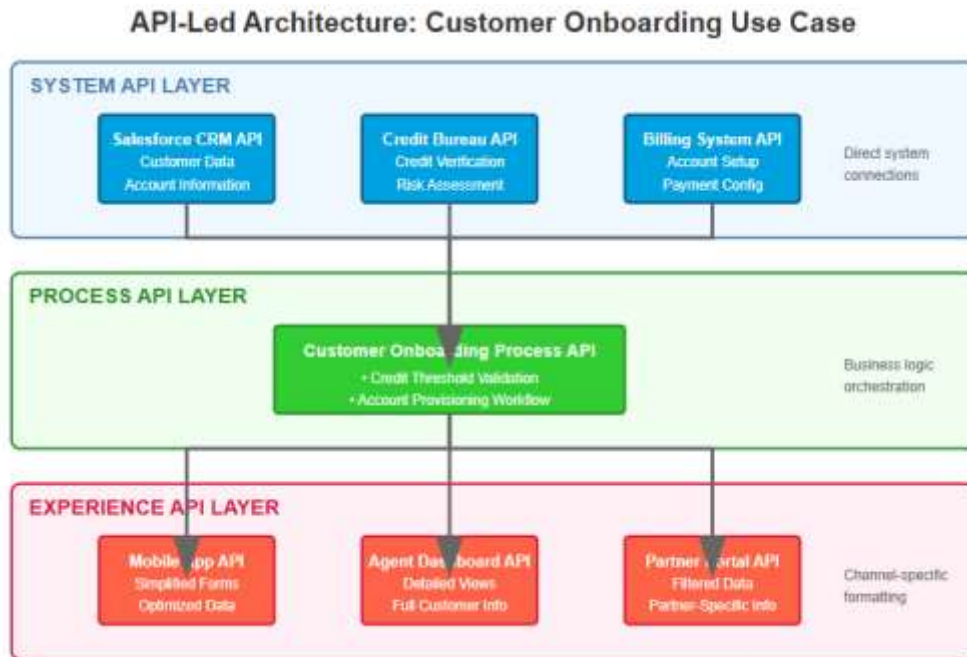 API-Led Architecture: Customer Onboarding Use Case
SYSTEM API LAYER
Salesforce CRM API
Customer Data
Account Information
Credit Bureau API
Credit Verification
Risk Assessment
Billing System API
Account Setup
Payment Config
Direct system
connections
PROCESS API LAYER
Customer Onboarding Process API
• Credit Threshold Validation
• Account Provisioning Workflow
Business logic
orchestration
EXPERIENCE API LAYER
Mobile App API
Simplified Forms
Optimized Data
Agent Dashboard API
Detailed Views
Full Customer Info
Partner Portal API
Filtered Data
Partner-Specific Info
Channel-specific
formatting